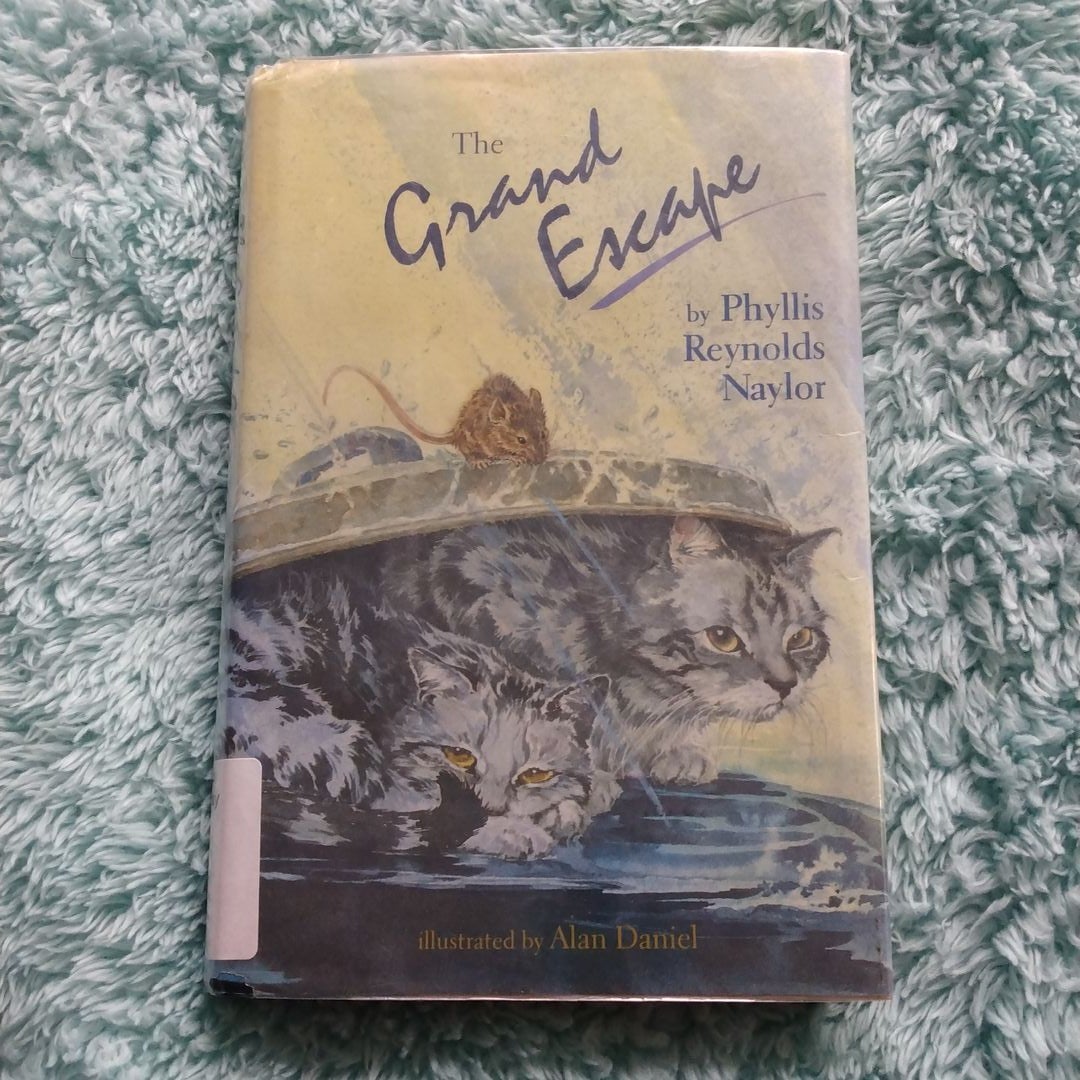 The
Grand
Escape
by Phyllis
Reynolds
Naylor
illustrated by Alan Daniel